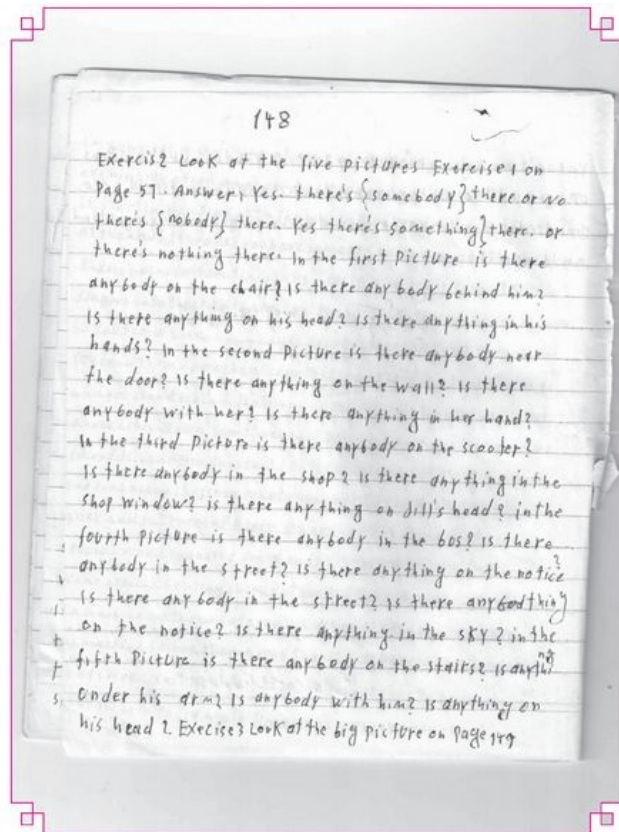 148
Exercis2 Look at the five pictures Exercise 1 on
Page 57. Answer, Yes. there's {somebody} there or No
there's {nobody} there. Yes there's something} there. or
there's nothing there. In the first picture is there
anybody on the chair? Is there any body behind him?
Is there anything on his head? Is there anything in his
hands? In the second Picture is there anybody near
the door? Is there anything on the wall? Is there
anybody with her? Is there anything in her hand?
In the third Picture is there anybody on the scooter?
Is there anybody in the shop? is there anything in the
shop window? is there anything on Jill's head? in the
fourth picture is there anybody in the bus? Is there
anybody in the street? is there anything on the notice?
Is there any body in the street? is there anybodthing
on the notice? Is there anything in the sky? in the
fifth Picture is there anybody on the stairs? Is anything
under his arm? Is anybody with him? Is anything on
his head? Execise3 Look at the big picture on Page 149